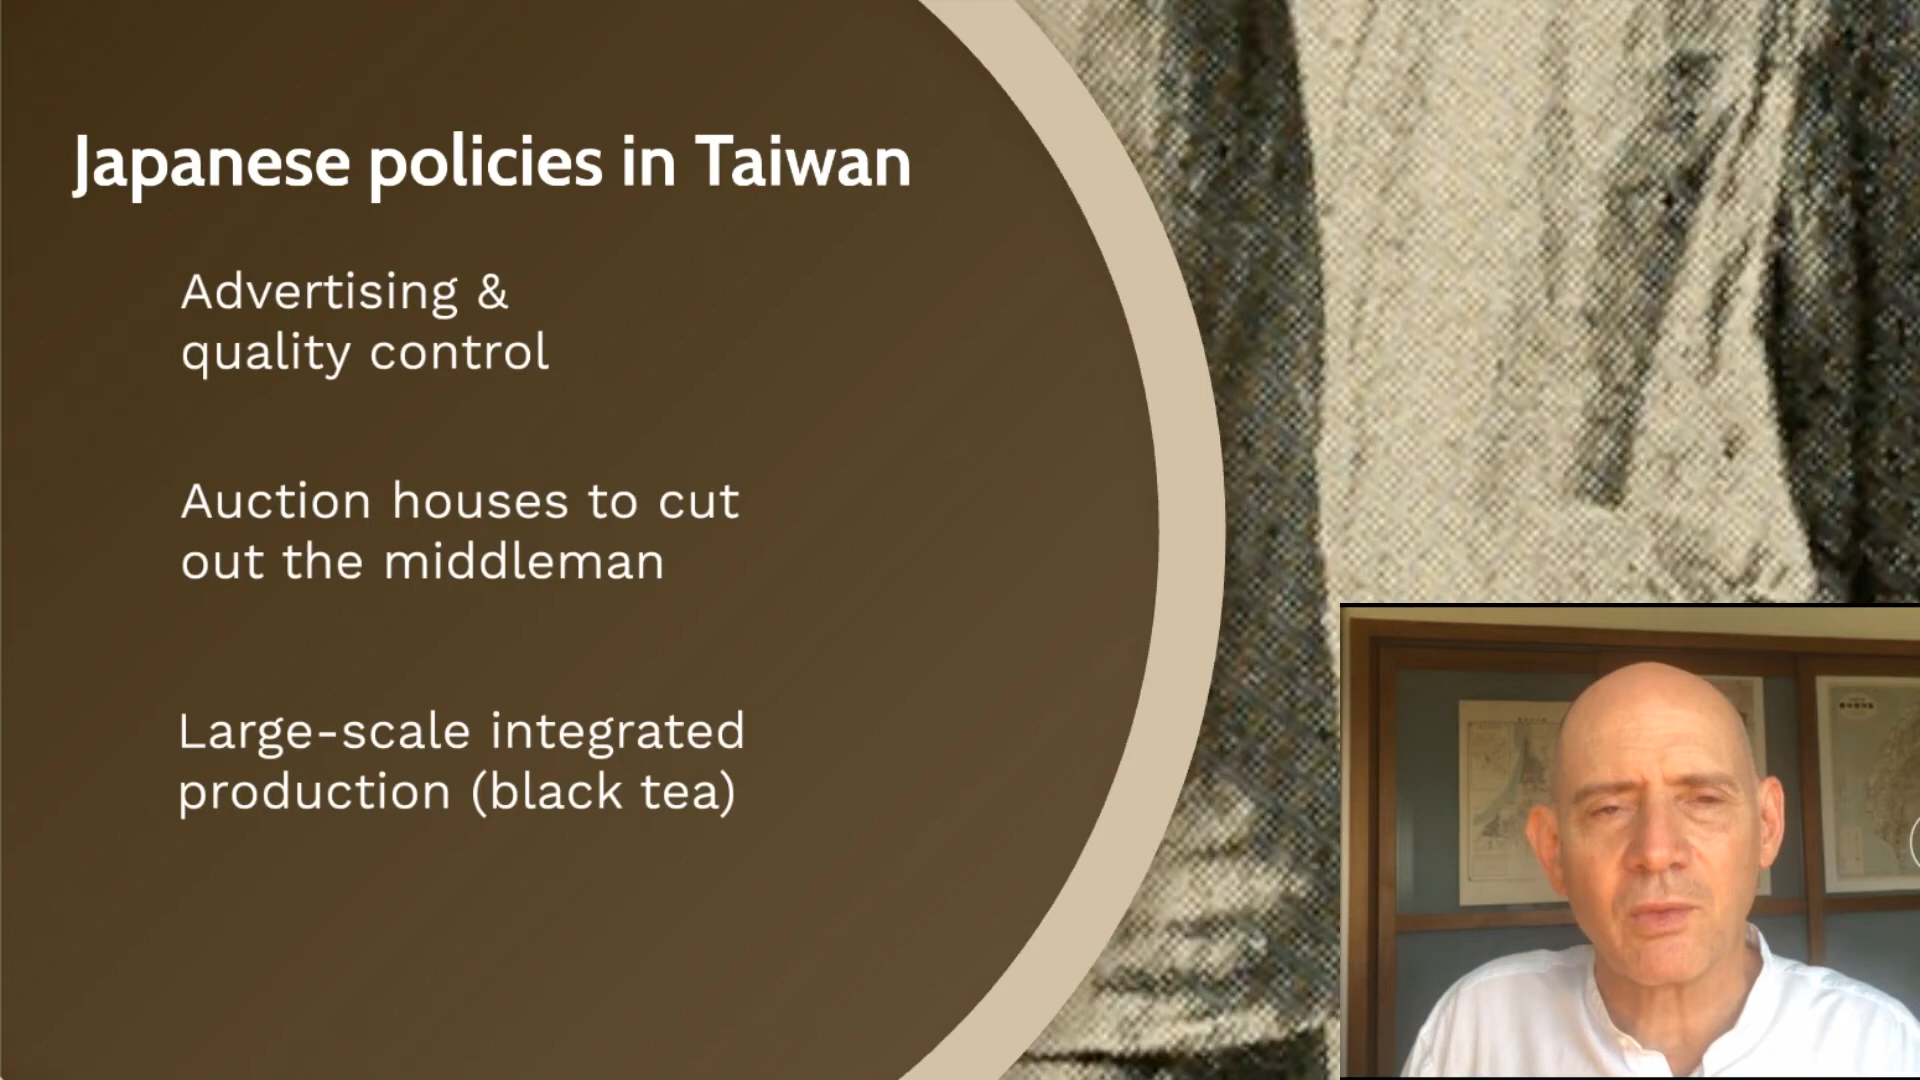 Japanese policies in Taiwan
Advertising &
quality control
Auction houses to cut
out the middleman
Large-scale integrated
production (black tea)